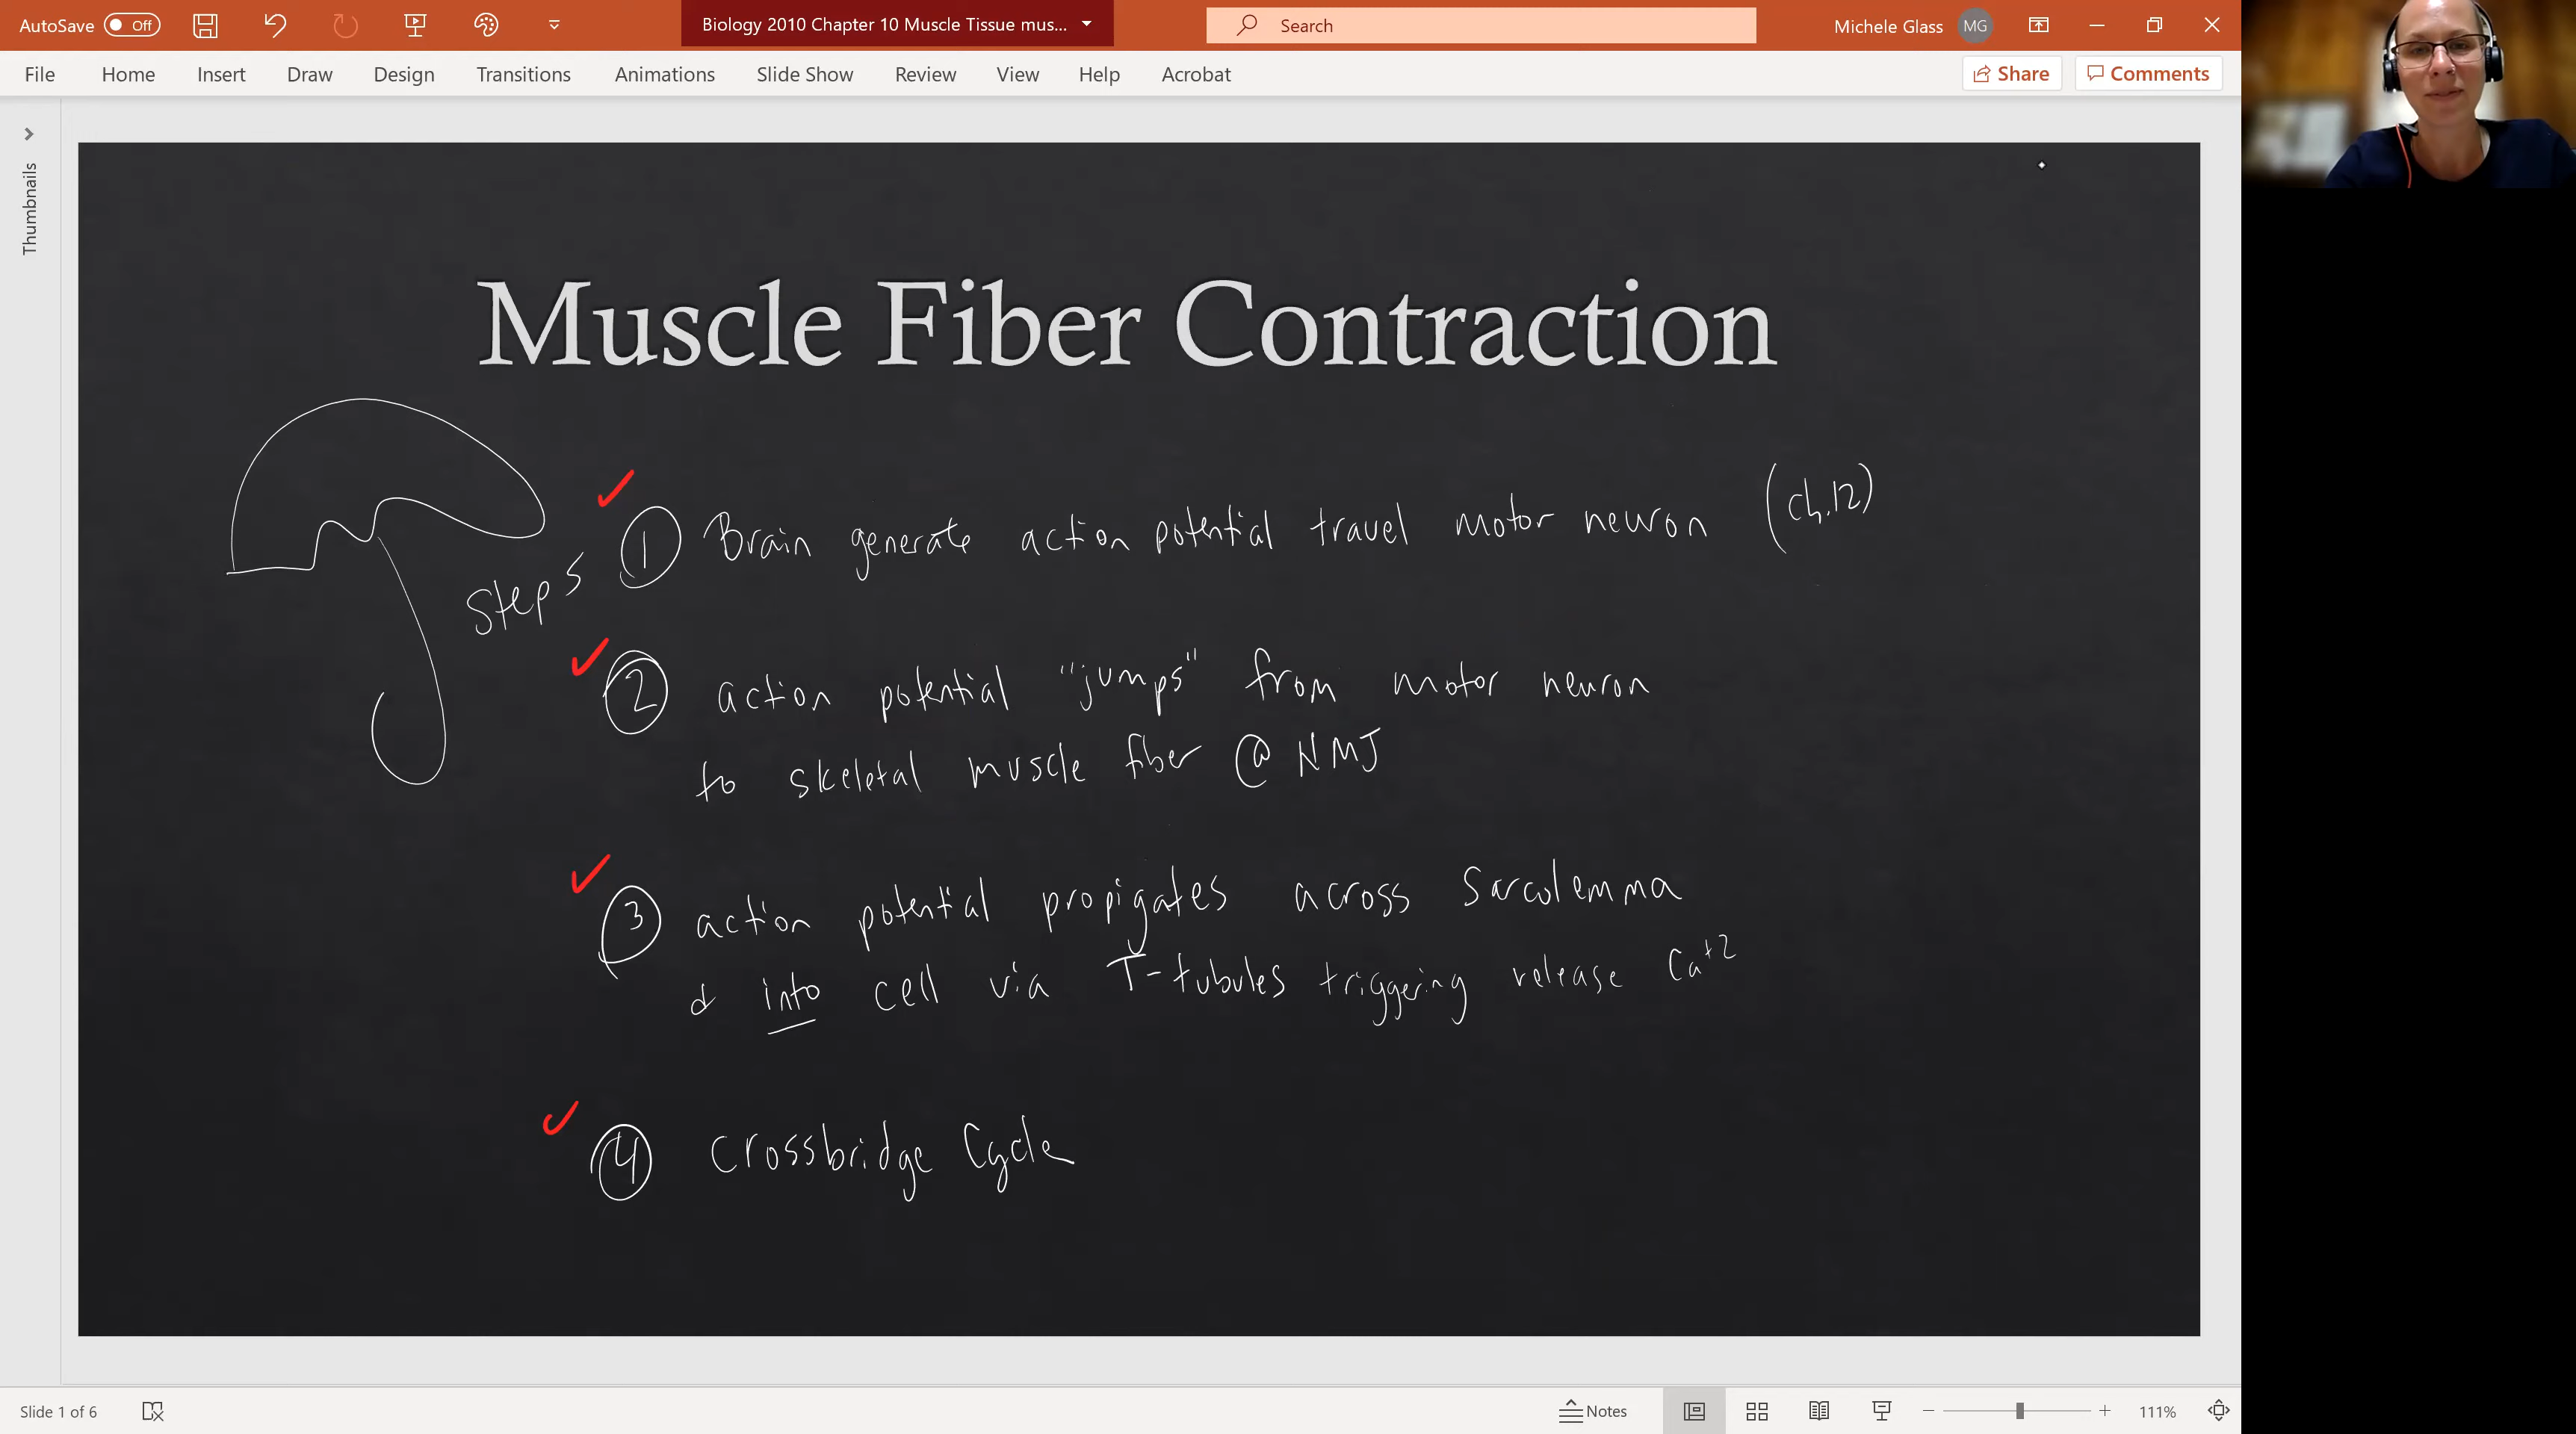 AutoSave Off
Biology 2010 Chapter 10 Muscle Tissue mus...
Search
Michele Glass MG
File Home Insert Draw Design Transitions Animations Slide Show Review View Help Acrobat
Share Comments
Thumbnails
Muscle Fiber Contraction
Steps
1 Brain generate action potential travel motor neuron (Ch.12)
2 action potential "jumps" from motor neuron
to skeletal muscle fiber @ NMJ
3 action potential propigates across Sarcolemma
& into cell via T-tubules triggering release Ca+2
4 Crossbridge Cycle
Slide 1 of 6
Notes
111%